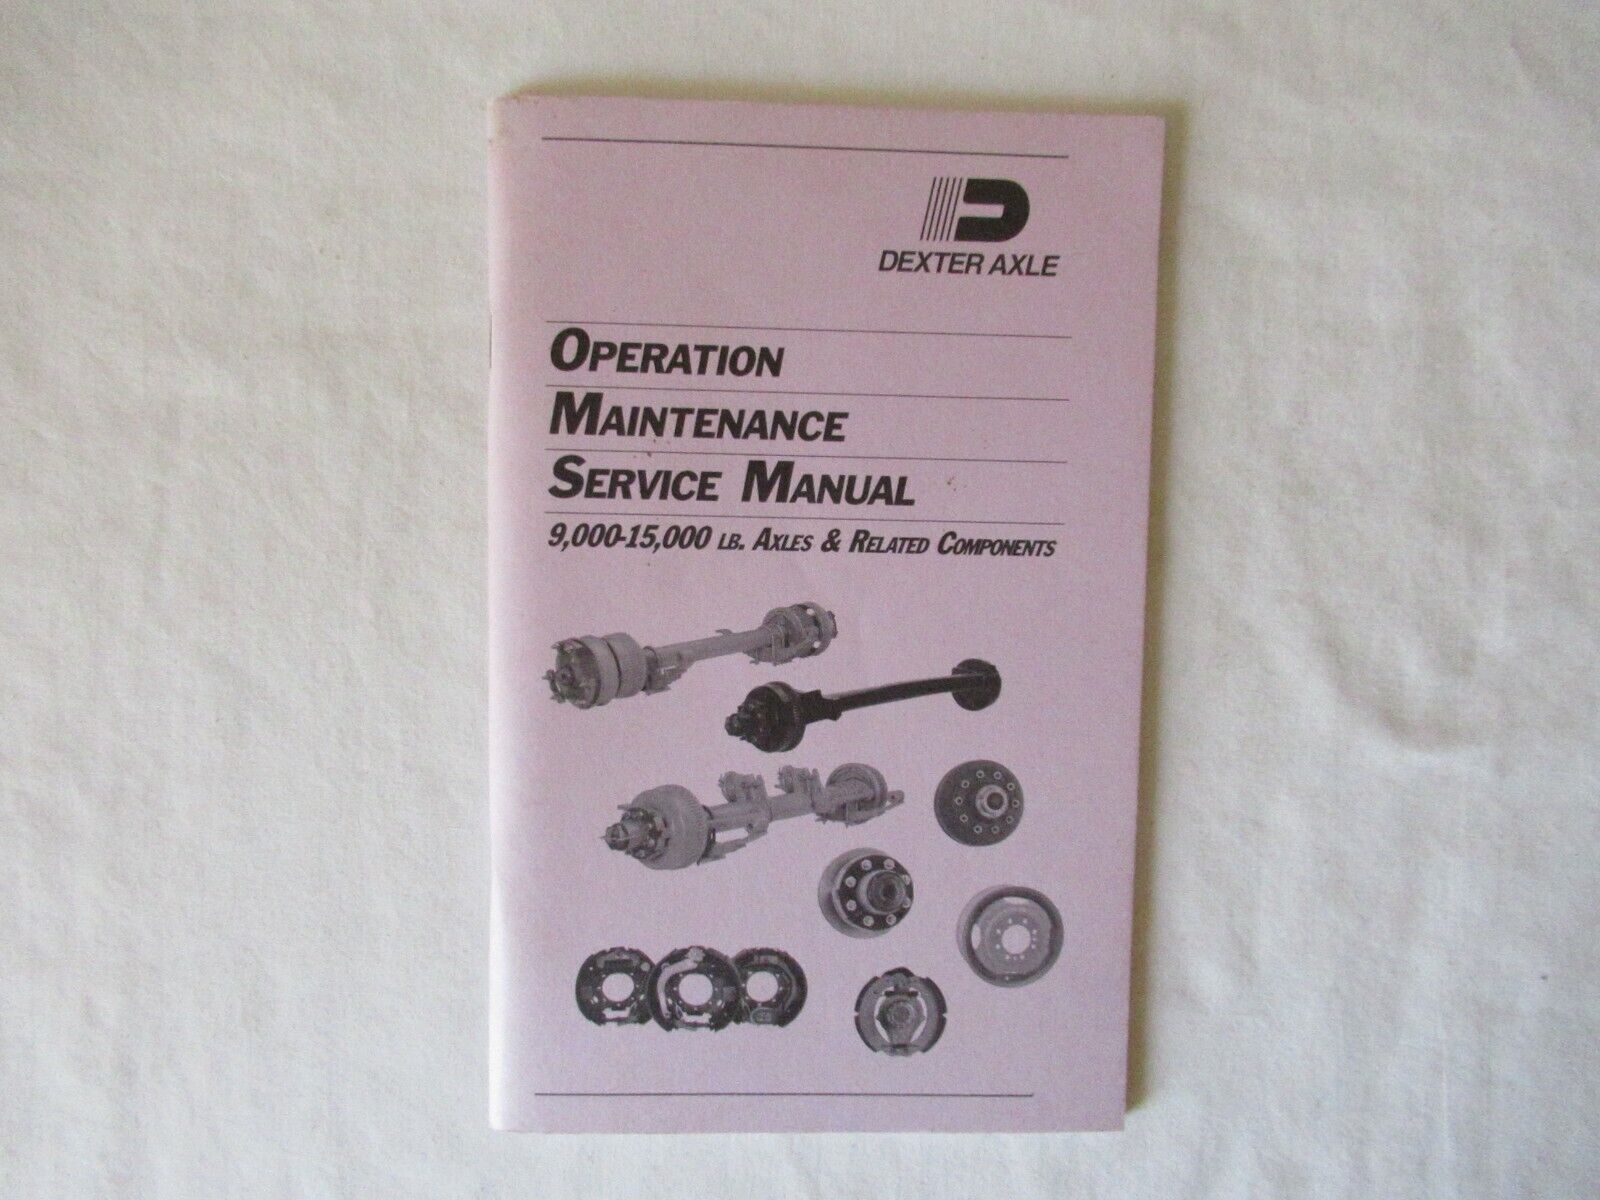 DEXTER AXLE
OPERATION
MAINTENANCE
SERVICE MANUAL
9,000-15,000 LB. AXLES & RELATED COMPONENTS